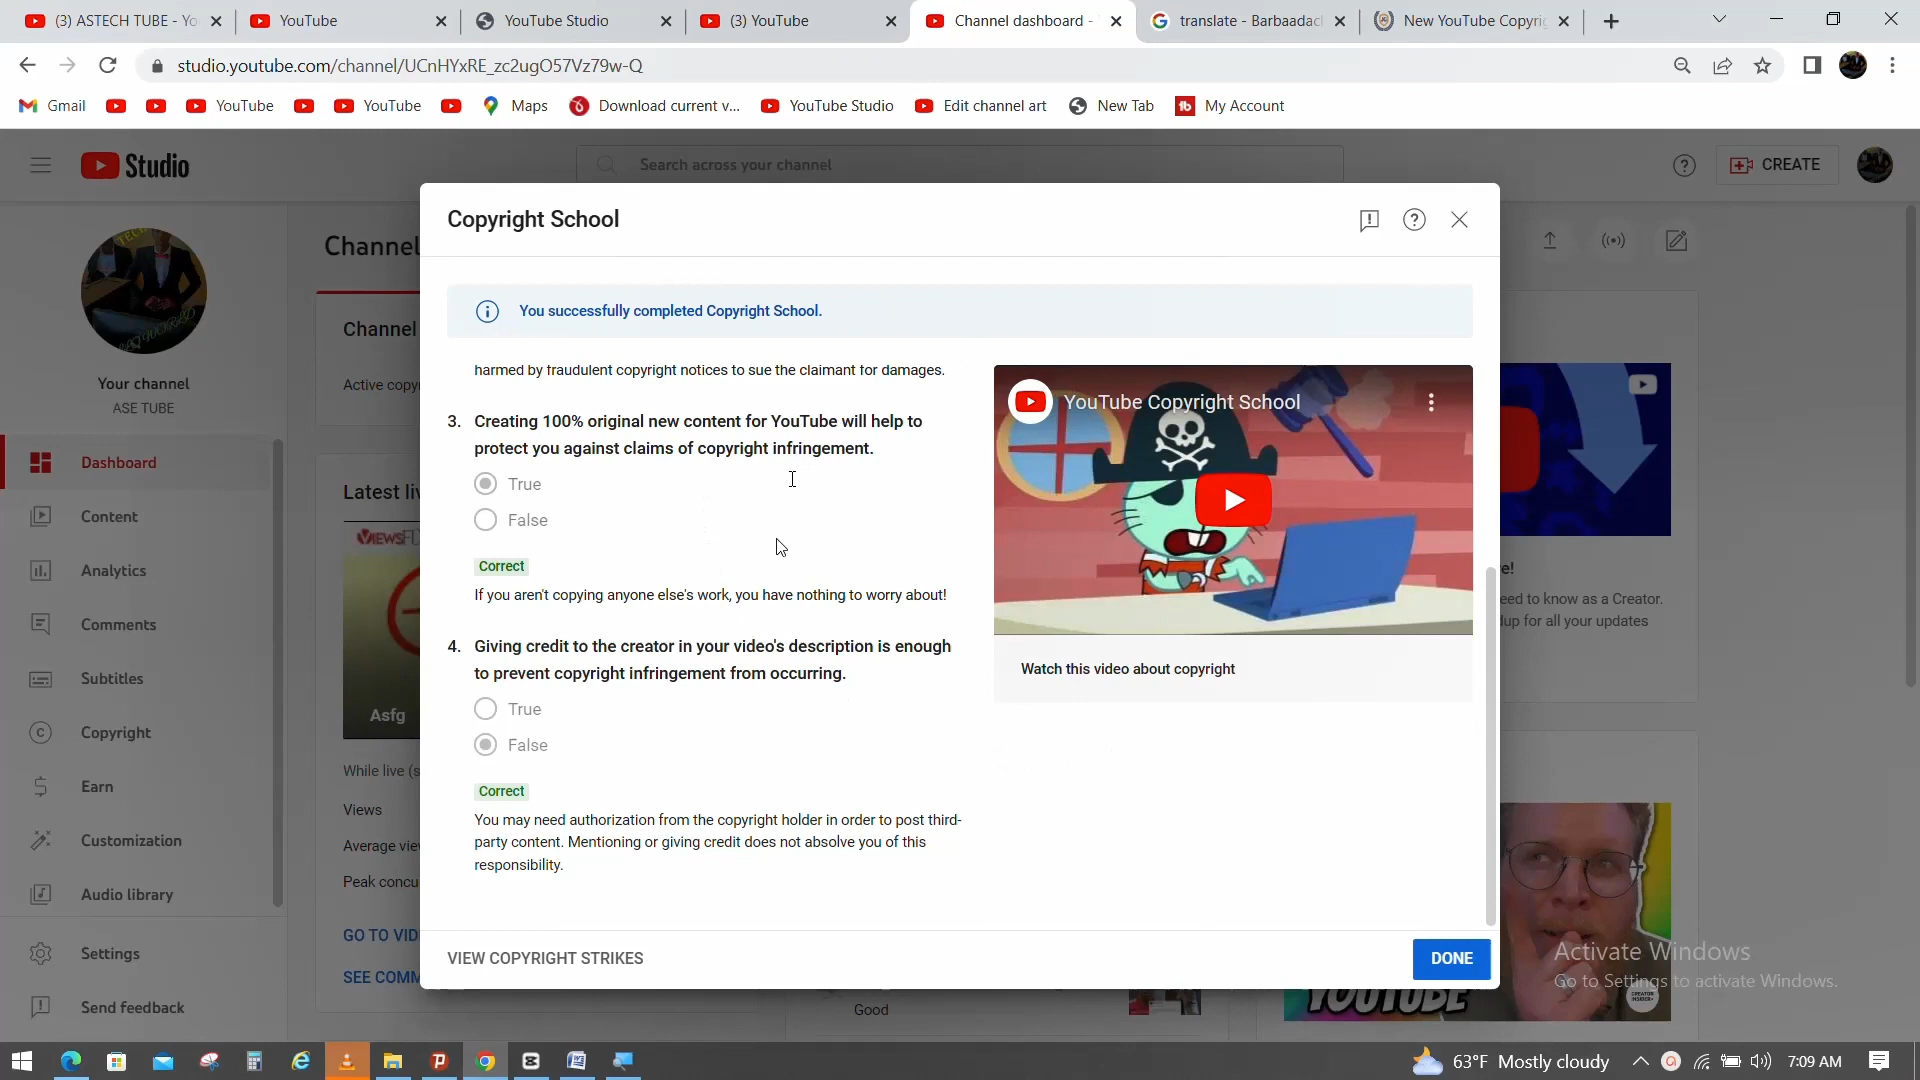 (3) ASTECH TUBE - Yo
YouTube
YouTube Studio
(3) YouTube
Channel dashboard -
translate - Barbaadac
New YouTube Copyri
studio.youtube.com/channel/UCnHYxRE_zc2ugO57Vz79w-Q
Gmail
YouTube
YouTube
Maps
Download current v...
YouTube Studio
Edit channel art
New Tab
My Account
Studio
Search across your channel
CREATE
Your channel
ASE TUBE
Dashboard
Content
Analytics
Comments
Subtitles
Copyright
Earn
Customization
Audio library
Settings
Send feedback
Channel
Channel
Active copy
Latest liv
VIEWS
Asfg
While live (s
Views
Average vie
Peak concu
GO TO VID
SEE COMM
Copyright School
You successfully completed Copyright School.
harmed by fraudulent copyright notices to sue the claimant for damages.
3. Creating 100% original new content for YouTube will help to
protect you against claims of copyright infringement.
True
False
Correct
If you aren't copying anyone else's work, you have nothing to worry about!
4. Giving credit to the creator in your video's description is enough
to prevent copyright infringement from occurring.
True
False
Correct
You may need authorization from the copyright holder in order to post third-
party content. Mentioning or giving credit does not absolve you of this
responsibility.
YouTube Copyright School
Watch this video about copyright
VIEW COPYRIGHT STRIKES
DONE
e!
eed to know as a Creator.
up for all your updates
Good
YOUTUBE
CREATOR
INSIDER
Activate Windows
Go to Settings to activate Windows.
63°F Mostly cloudy
7:09 AM